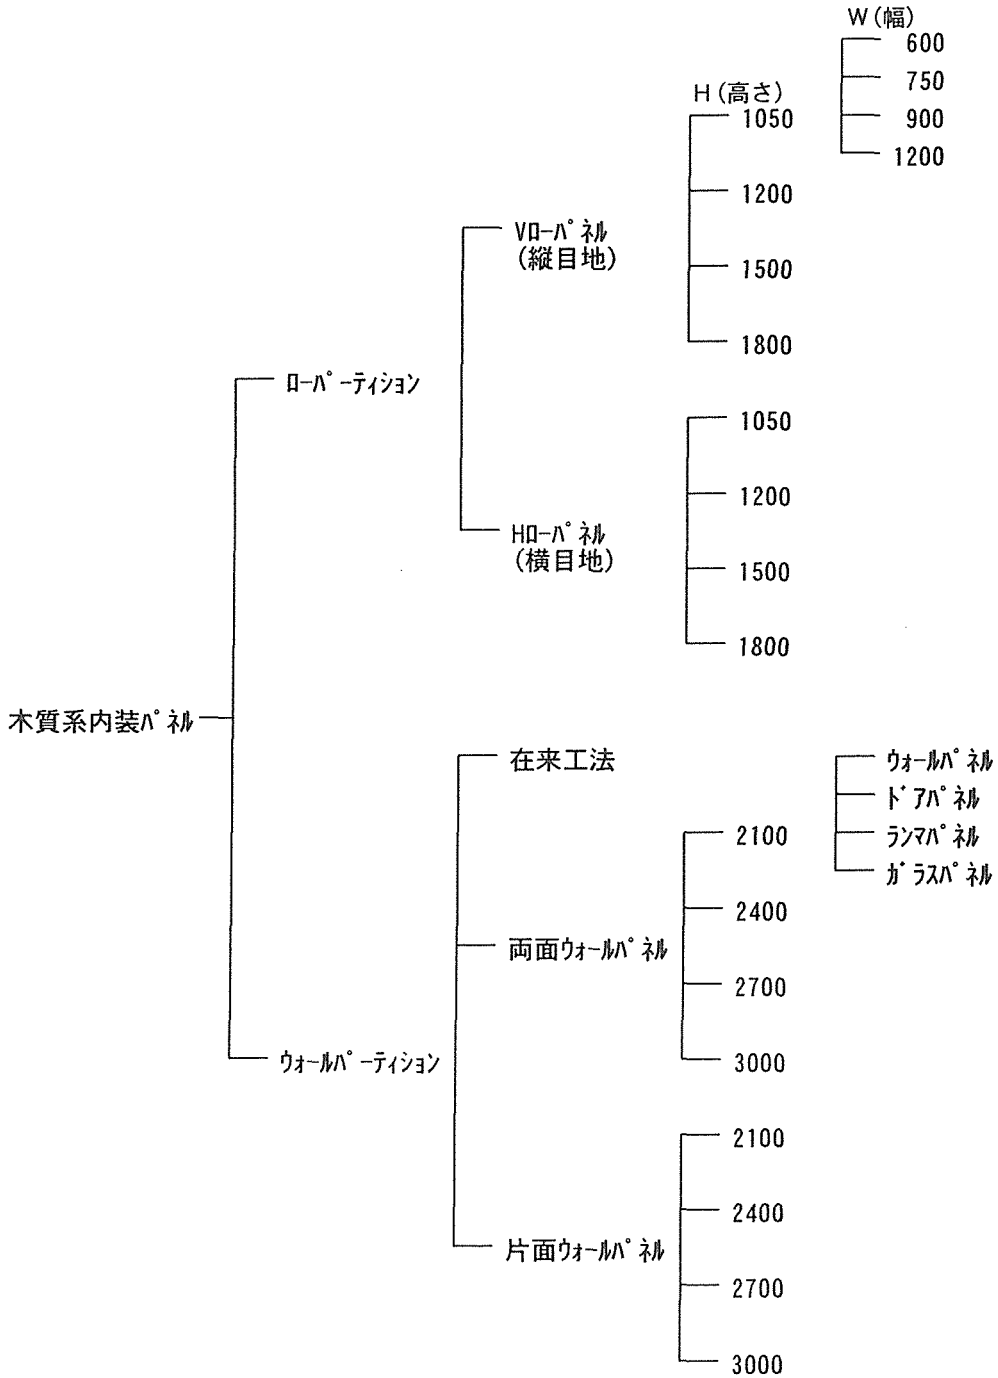 W(幅)
600
750
900
1200
H(高さ)
1050
1200
1500
1800
Vﾛｰﾊﾟﾈﾙ
(縦目地)
ﾛｰﾊﾟｰﾃｨｼｮﾝ
1050
1200
1500
1800
Hﾛｰﾊﾟﾈﾙ
(横目地)
木質系内装ﾊﾟﾈﾙ
在来工法
ｳｫｰﾙﾊﾟﾈﾙ
ﾄﾞｱﾊﾟﾈﾙ
ﾗﾝﾏﾊﾟﾈﾙ
ｶﾞﾗｽﾊﾟﾈﾙ
2100
2400
2700
3000
両面ｳｫｰﾙﾊﾟﾈﾙ
ｳｫｰﾙﾊﾟｰﾃｨｼｮﾝ
2100
2400
2700
3000
片面ｳｫｰﾙﾊﾟﾈﾙ